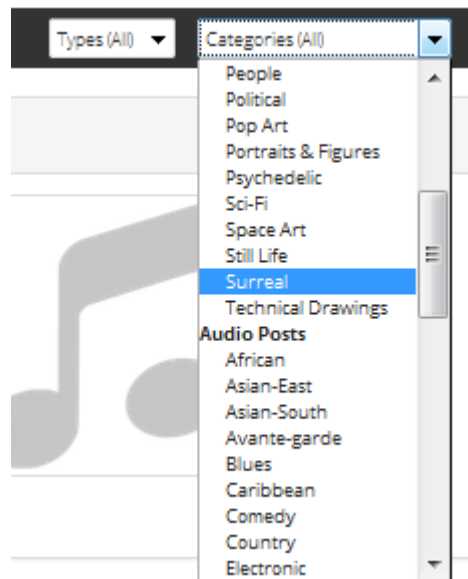 Types (All) Categories (All)
People
Political
Pop Art
Portraits & Figures
Psychedelic
Sci-Fi
Space Art
Still Life
Surreal
Technical Drawings
Audio Posts
African
Asian-East
Asian-South
Avante-garde
Blues
Caribbean
Comedy
Country
Electronic